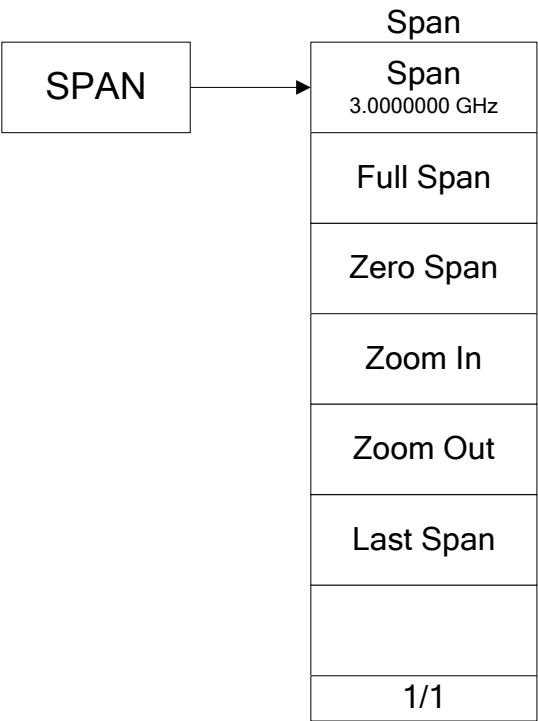 Span
SPAN
Span
3.0000000 GHz
Full Span
Zero Span
Zoom In
Zoom Out
Last Span
1/1